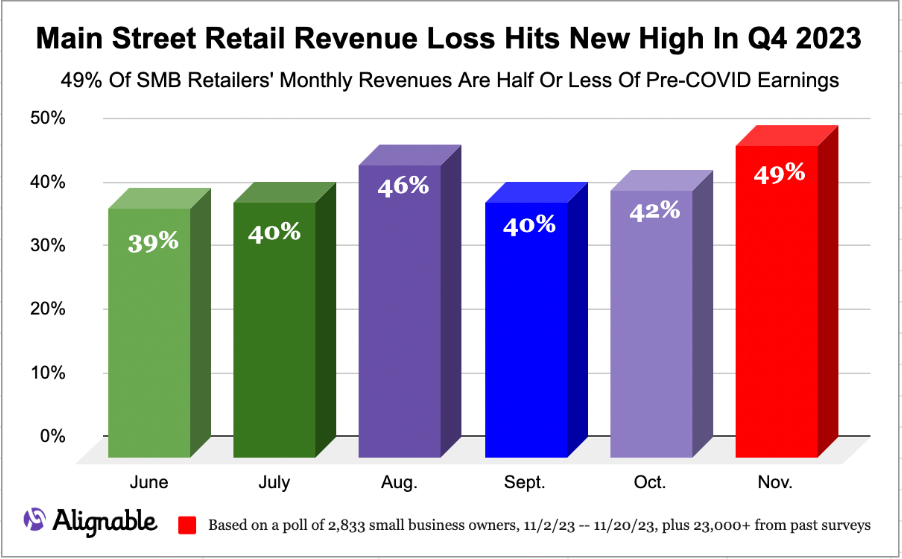 Main Street Retail Revenue Loss Hits New High In Q4 2023
49% Of SMB Retailers' Monthly Revenues Are Half Or Less Of Pre-COVID Earnings
50%
40%
30%
20%
10%
0%
39%
40%
46%
40%
42%
49%
June
July
Aug.
Sept.
Oct.
Nov.
Alignable
Based on a poll of 2,833 small business owners, 11/2/23 -- 11/20/23, plus 23,000+ from past surveys